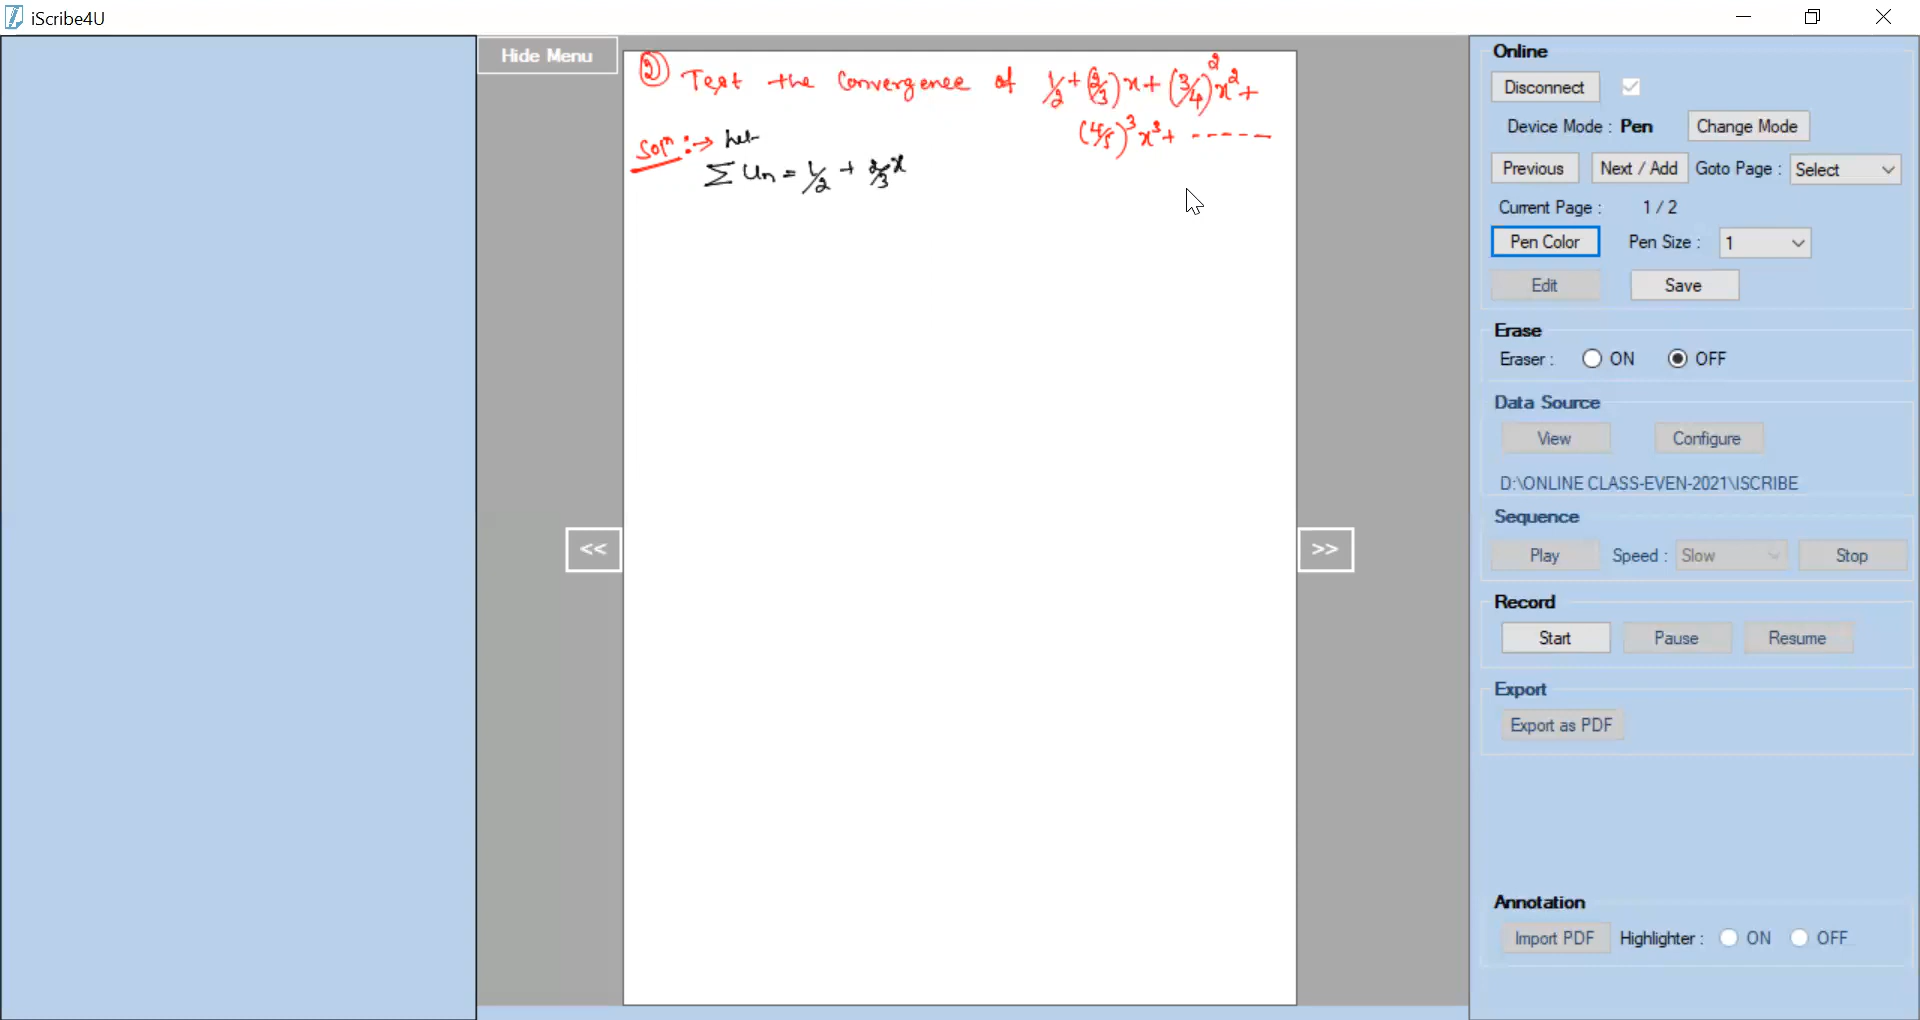 iScribe4U
Hide Menu
② Test the Convergence of 1/2 + (2/3)x + (3/4)²x² +
(4/5)³x³ + ------
Solⁿ :→ let
∑ Un = 1/2 + 2/3 x
<<
>>
Online
Disconnect
Device Mode : Pen Change Mode
Previous Next / Add Goto Page : Select
Current Page : 1 / 2
Pen Color Pen Size : 1
Edit Save
Erase
Eraser : ON OFF
Data Source
View Configure
D:\ONLINE CLASS-EVEN-2021\ISCRIBE
Sequence
Play Speed : Slow Stop
Record
Start Pause Resume
Export
Export as PDF
Annotation
Import PDF Highlighter : ON OFF